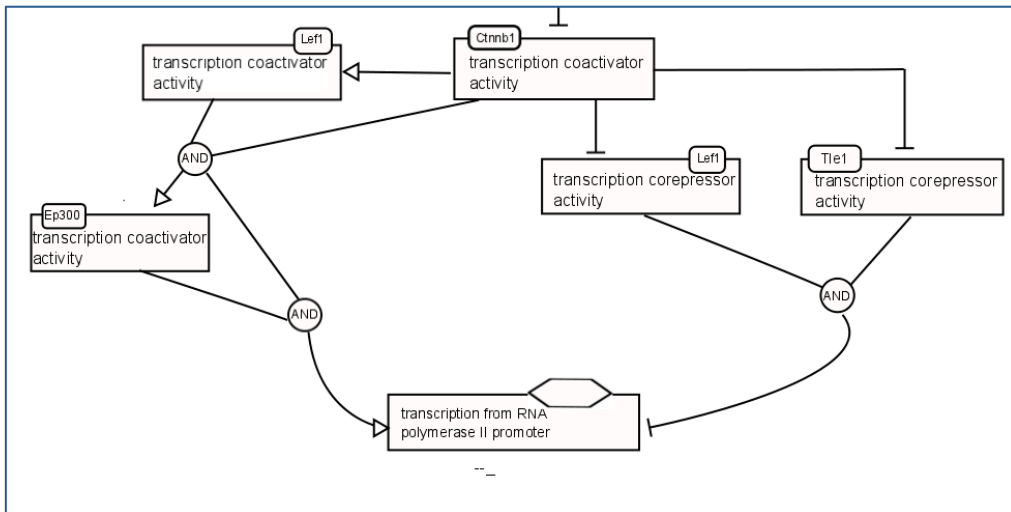 Lef1
transcription coactivator
activity
Ctnnb1
transcription coactivator
activity
AND
Lef1
transcription corepressor
activity
Tle1
transcription corepressor
activity
Ep300
transcription coactivator
activity
AND
AND
transcription from RNA
polymerase II promoter